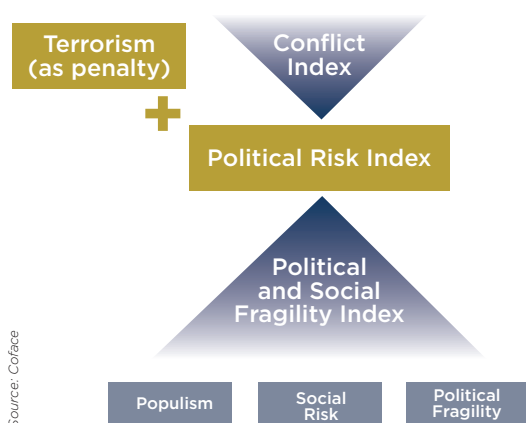 Terrorism
(as penalty)
Conflict
Index
Political Risk Index
Political
and Social
Fragility Index
Source: Coface
Populism
Social
Risk
Political
Fragility